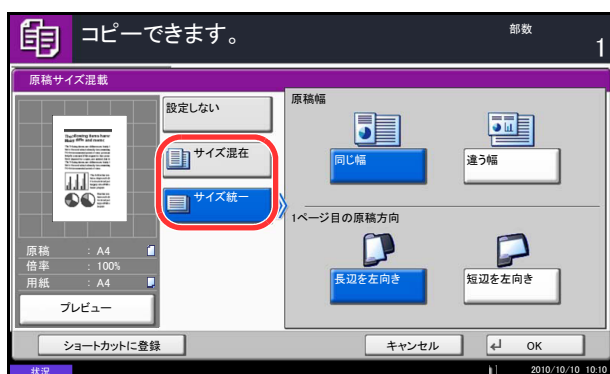 コピーできます。
部数
1
原稿サイズ混載
設定しない
サイズ混在
サイズ統一
原稿幅
同じ幅
違う幅
1ページ目の原稿方向
長辺を左向き
短辺を左向き
原稿 : A4
倍率 : 100%
用紙 : A4
プレビュー
ショートカットに登録
キャンセル
OK
状況
2010/10/10 10:10